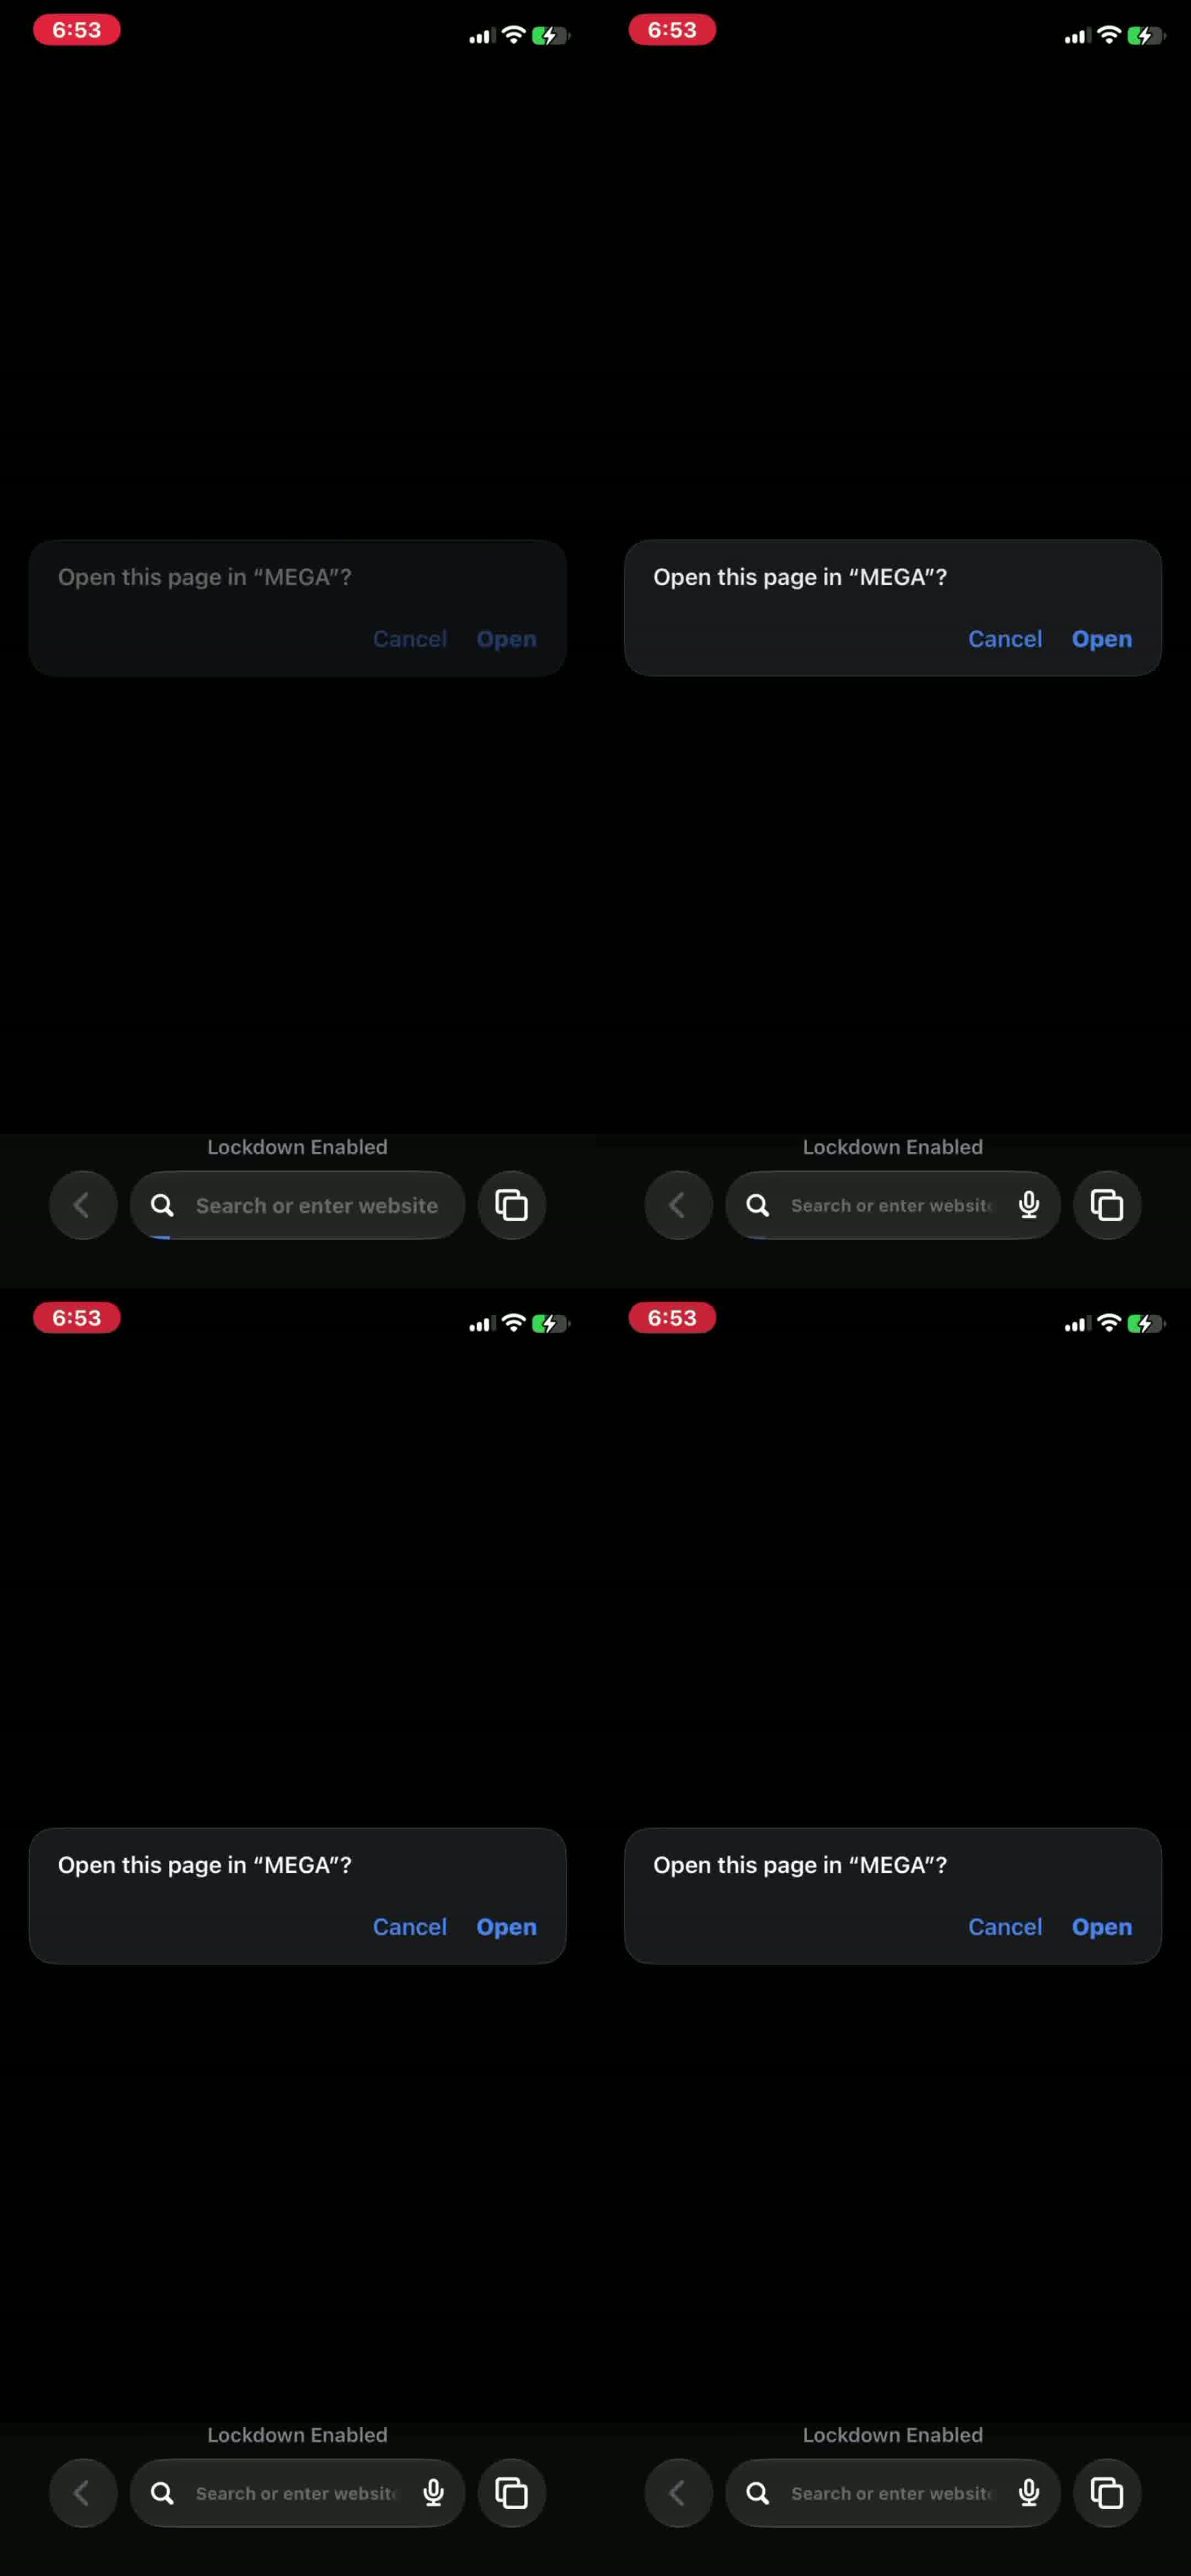 6:53
Open this page in “MEGA”?
Cancel Open
Lockdown Enabled
Search or enter website
6:53
Open this page in “MEGA”?
Cancel Open
Lockdown Enabled
Search or enter websit
6:53
Open this page in “MEGA”?
Cancel Open
Lockdown Enabled
Search or enter websit
6:53
Open this page in “MEGA”?
Cancel Open
Lockdown Enabled
Search or enter websit